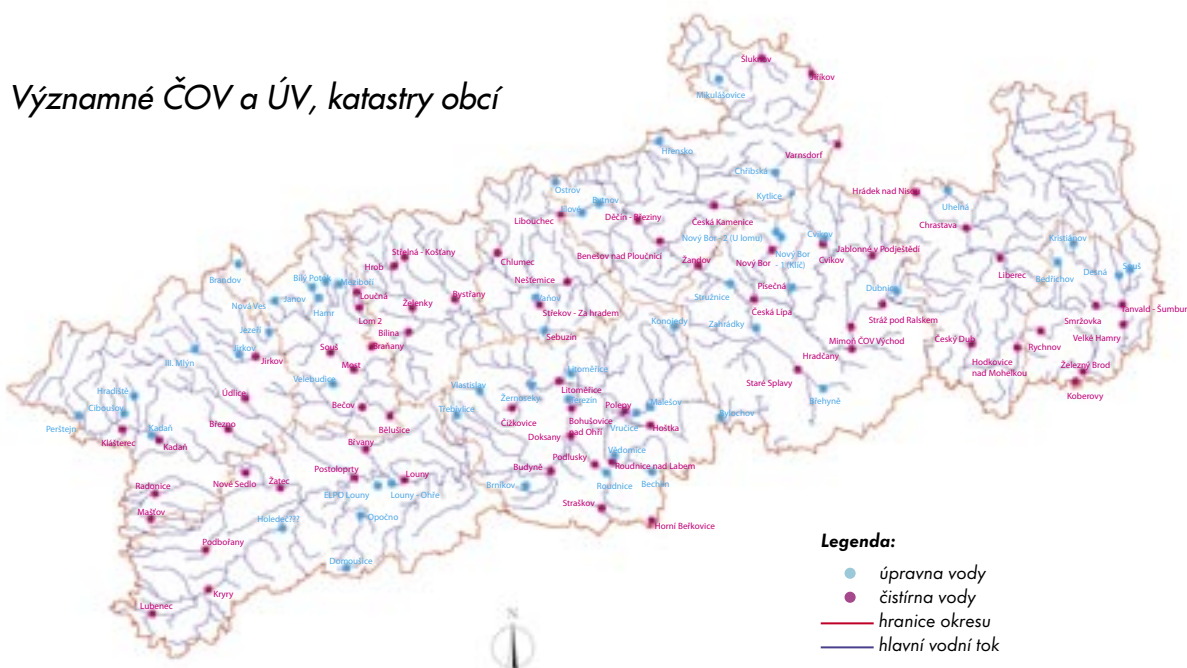 Významné ČOV a ÚV, katastry obcí
Šluknov
Jiříkov
Mikulášovice
Hřensko
Varnsdorf
Chřibská
Kytlice
Hrádek nad Nisou
Uhelná
Ostrov
Bynov
Libouchec
Děčín - Březiny
Česká Kamenice
Chrastava
Nový Bor - 2 (U lomu)
Cvikov
Kristiánov
Střelná - Košťany
Hrob
Chlumec
Benešov nad Ploučnicí
Žandov
Nový Bor
Nový Bor
- 1 (Klíč)
Cvikov
Jablonné v Podještědí
Liberec
Bedřichov
Desná
Souš
Brandov
Bílý Potok
Meziboří
Nová Ves
Janov
Loučná
Hamr
Lom 2
Želenky
Bystřany
Neštěmice
Vaňov
Střekov - Za hradem
Stružnice
Písečná
Česká Lípa
Dubnice
Stráž pod Ralskem
Tanvald - Šumburk
Smržovka
Velké Hamry
Jezeří
Bílina
Braňany
Sebuzín
Konojedy
Zahrádky
Mimoň ČOV Východ
Hradčany
Český Dub
Rychnov
Hodkovice
nad Mohelkou
Železný Brod
Koberovy
III. Mlýn
Jirkov
Jirkov
Souš
Most
Velebudice
Litoměřice
Litoměřice
Staré Splavy
Břehyně
Hradiště
Ciboušov
Údlice
Vlastislav
Žernoseky
Terezín
Polepy
Malešov
Perštejn
Klášterec
Kadaň
Kadaň
Březno
Bečov
Bělušice
Třebívlice
Čížkovice
Bohušovice
nad Ohří
Vručice
Hoštka
Doksany
Břvany
Vědomice
Podlusky
Roudnice nad Labem
Radonice
Nové Sedlo
Žatec
Postoloprty
Louny
ELPO Louny
Louny - Ohře
Budyně
Brníkov
Roudnice
Bechlín
Mašťov
Holedeč???
Opočno
Straškov
Horní Beřkovice
Podbořany
Domoušice
Kryry
Lubenec
N
Legenda:
úpravna vody
čistírna vody
hranice okresu
hlavní vodní tok